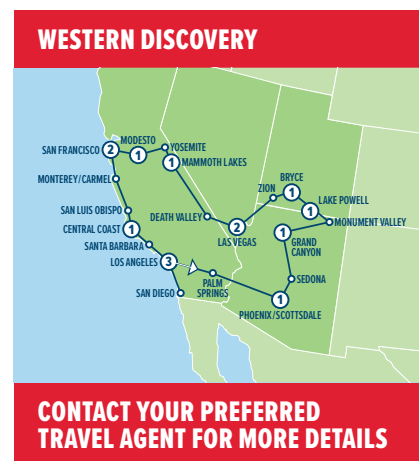 WESTERN DISCOVERY
MODESTO
SAN FRANCISCO
2
1
YOSEMITE
1
MAMMOTH LAKES
MONTEREY/CARMEL
BRYCE
ZION
1
LAKE POWELL
1
SAN LUIS OBISPO
DEATH VALLEY
MONUMENT VALLEY
CENTRAL COAST
1
2
LAS VEGAS
1
GRAND
CANYON
SANTA BARBARA
LOS ANGELES
3
PALM
SPRINGS
SEDONA
SAN DIEGO
1
PHOENIX/SCOTTSDALE
CONTACT YOUR PREFERRED
TRAVEL AGENT FOR MORE DETAILS